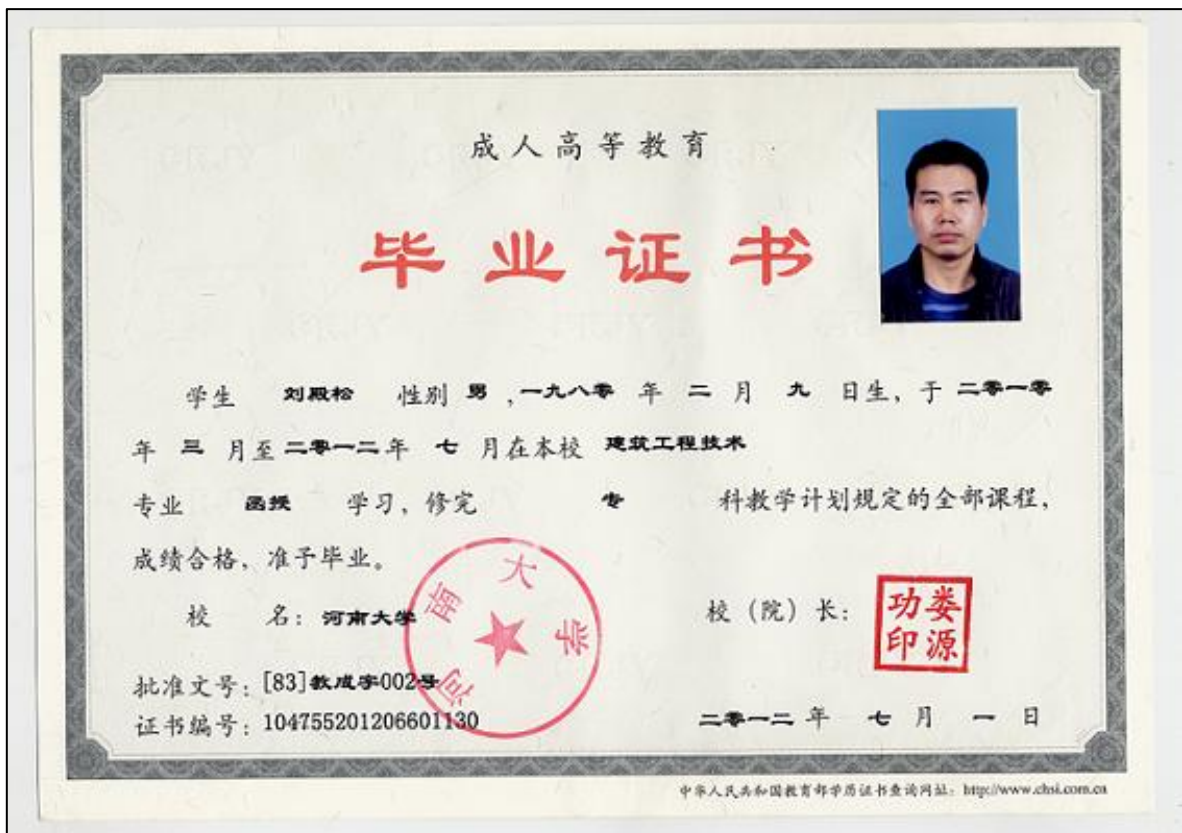 成人高等教育
毕业证书
学生 刘殿松 性别 男 ,一九八零 年 二 月 九 日生, 于 二零一零
年 三 月至 二零一二年 七 月在本校 建筑工程技术
专业 函授 学习, 修完 专 科教学计划规定的全部课程,
成绩合格, 准予毕业。
校 名: 河南大学
校 (院) 长:
娄源功印
河南大学
批准文号: [83]教成字002号
证书编号: 104755201206601130
二零一二 年 七 月 一 日
中华人民共和国教育部学历证书查询网址: http://www.chsi.com.cn